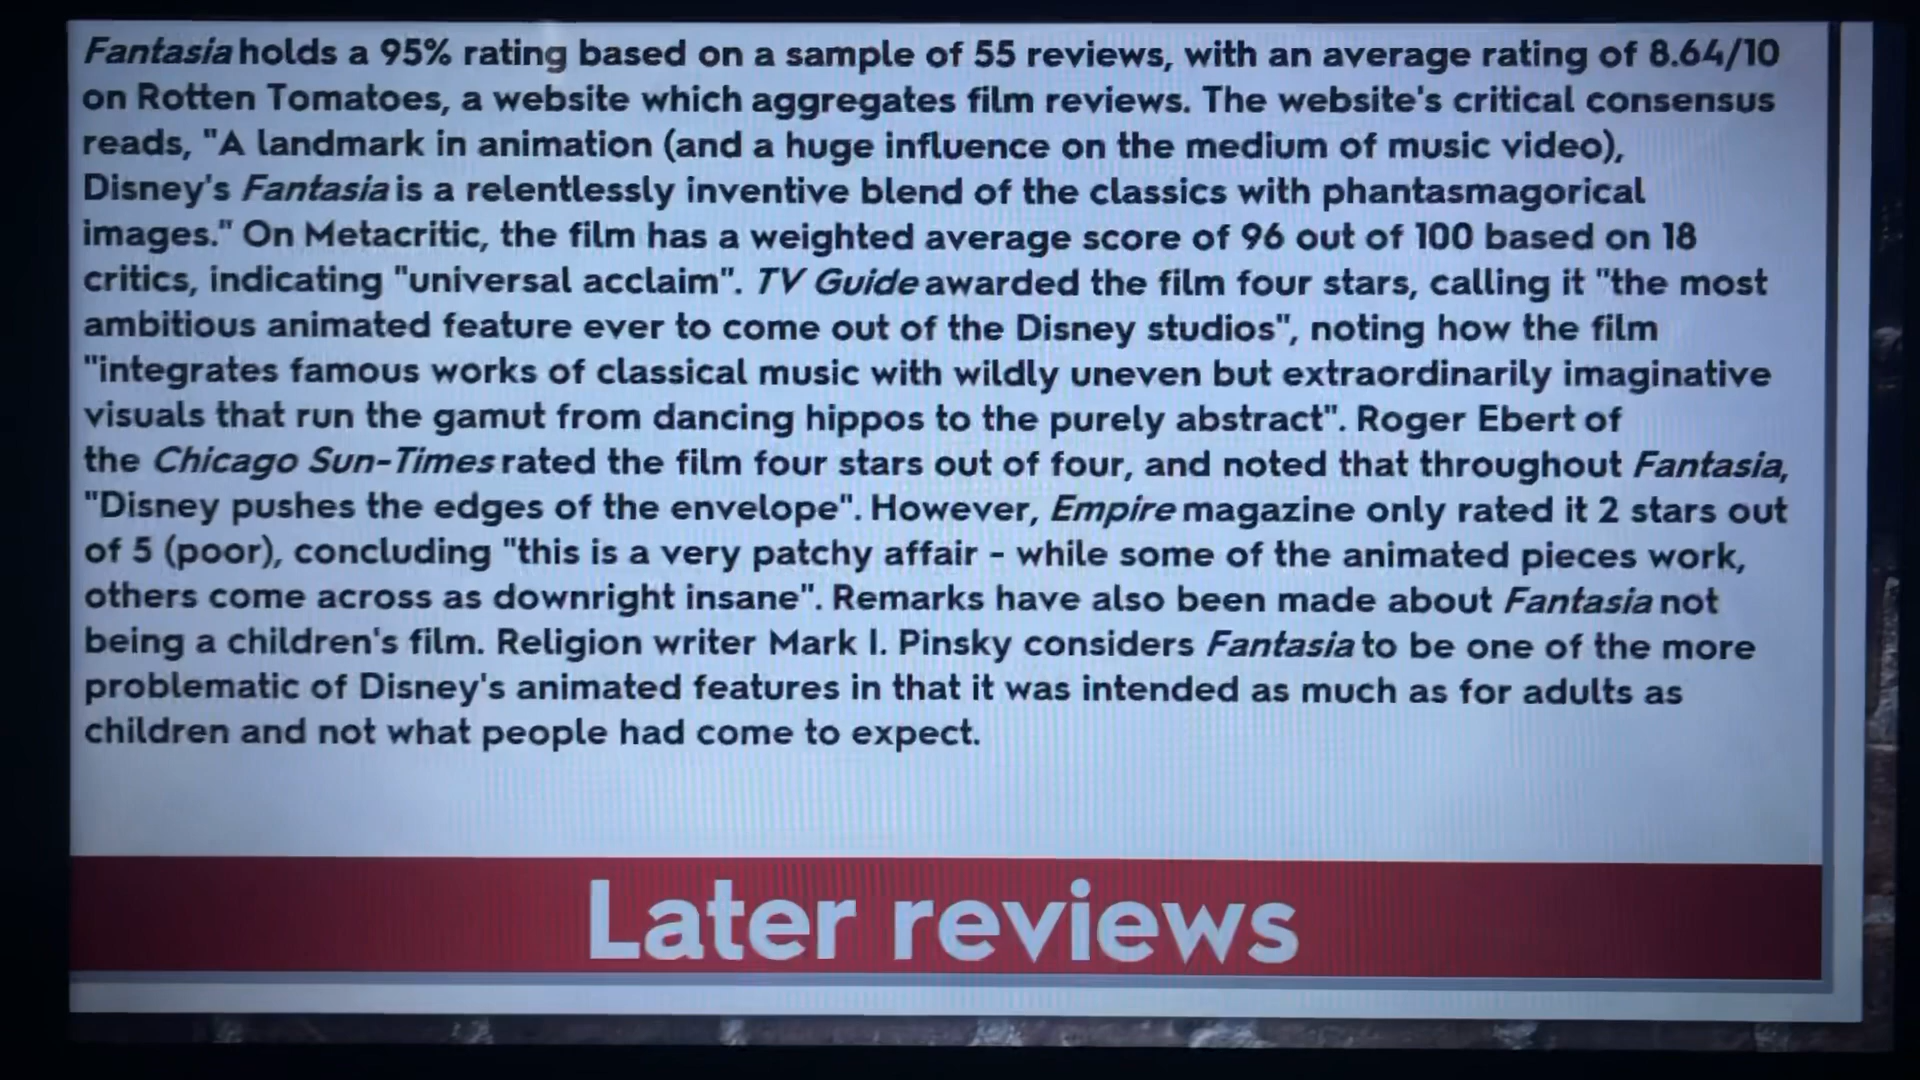 Fantasia holds a 95% rating based on a sample of 55 reviews, with an average rating of 8.64/10
on Rotten Tomatoes, a website which aggregates film reviews. The website's critical consensus
reads, "A landmark in animation (and a huge influence on the medium of music video),
Disney's Fantasia is a relentlessly inventive blend of the classics with phantasmagorical
images." On Metacritic, the film has a weighted average score of 96 out of 100 based on 18
critics, indicating "universal acclaim". TV Guide awarded the film four stars, calling it "the most
ambitious animated feature ever to come out of the Disney studios", noting how the film
"integrates famous works of classical music with wildly uneven but extraordinarily imaginative
visuals that run the gamut from dancing hippos to the purely abstract". Roger Ebert of
the Chicago Sun-Times rated the film four stars out of four, and noted that throughout Fantasia,
"Disney pushes the edges of the envelope". However, Empire magazine only rated it 2 stars out
of 5 (poor), concluding "this is a very patchy affair – while some of the animated pieces work,
others come across as downright insane". Remarks have also been made about Fantasia not
being a children's film. Religion writer Mark I. Pinsky considers Fantasia to be one of the more
problematic of Disney's animated features in that it was intended as much as for adults as
children and not what people had come to expect.
Later reviews